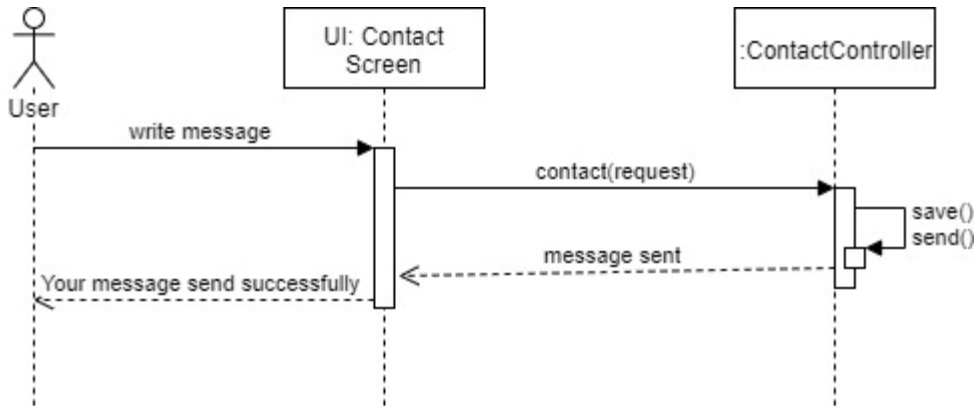 UI: Contact
Screen
:ContactController
User
write message
contact(request)
save()
send()
message sent
Your message send successfully